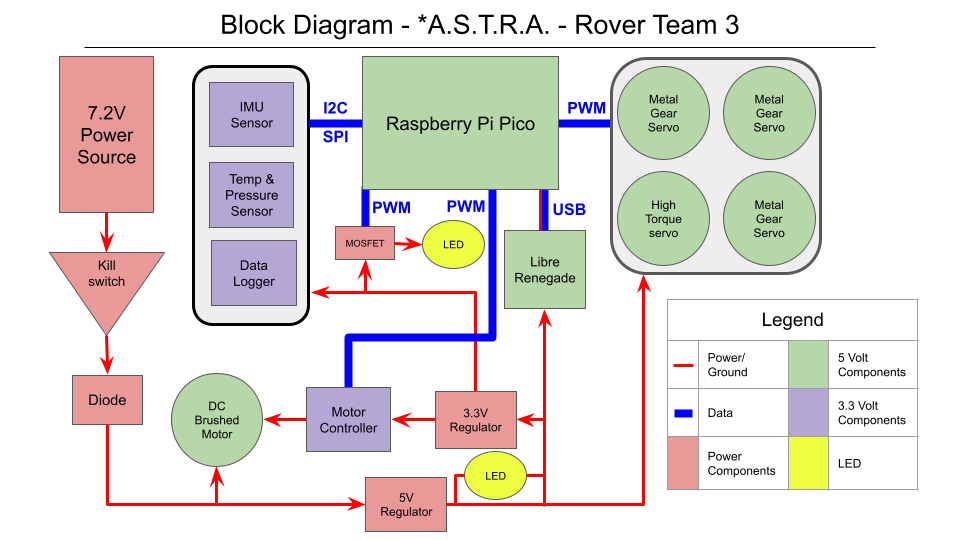 Block Diagram - *A.S.T.R.A. - Rover Team 3
7.2V
Power
Source
Kill
switch
Diode
IMU
Sensor
Temp &
Pressure
Sensor
Data
Logger
I2C
SPI
Raspberry Pi Pico
PWM
Metal
Gear
Servo
Metal
Gear
Servo
High
Torque
servo
Metal
Gear
Servo
PWM
PWM
USB
MOSFET
LED
Libre
Renegade
DC
Brushed
Motor
Motor
Controller
3.3V
Regulator
LED
5V
Regulator
Legend
Power/
Ground
5 Volt
Components
Data
3.3 Volt
Components
Power
Components
LED